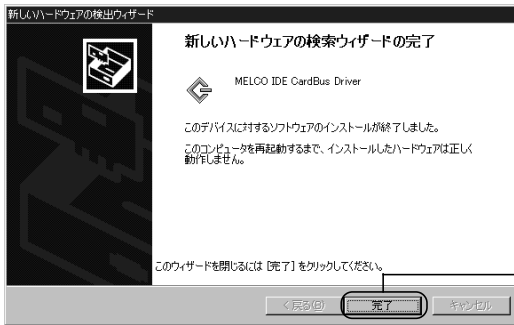 新しいハードウェアの検出ウィザード
新しいハードウェアの検索ウィザードの完了
MELCO IDE CardBus Driver
このデバイスに対するソフトウェアのインストールが終了しました。
このコンピュータを再起動するまで、インストールしたハードウェアは正しく
動作しません。
このウィザードを閉じるには [完了] をクリックしてください。
< 戻る(B)
完了
キャンセル